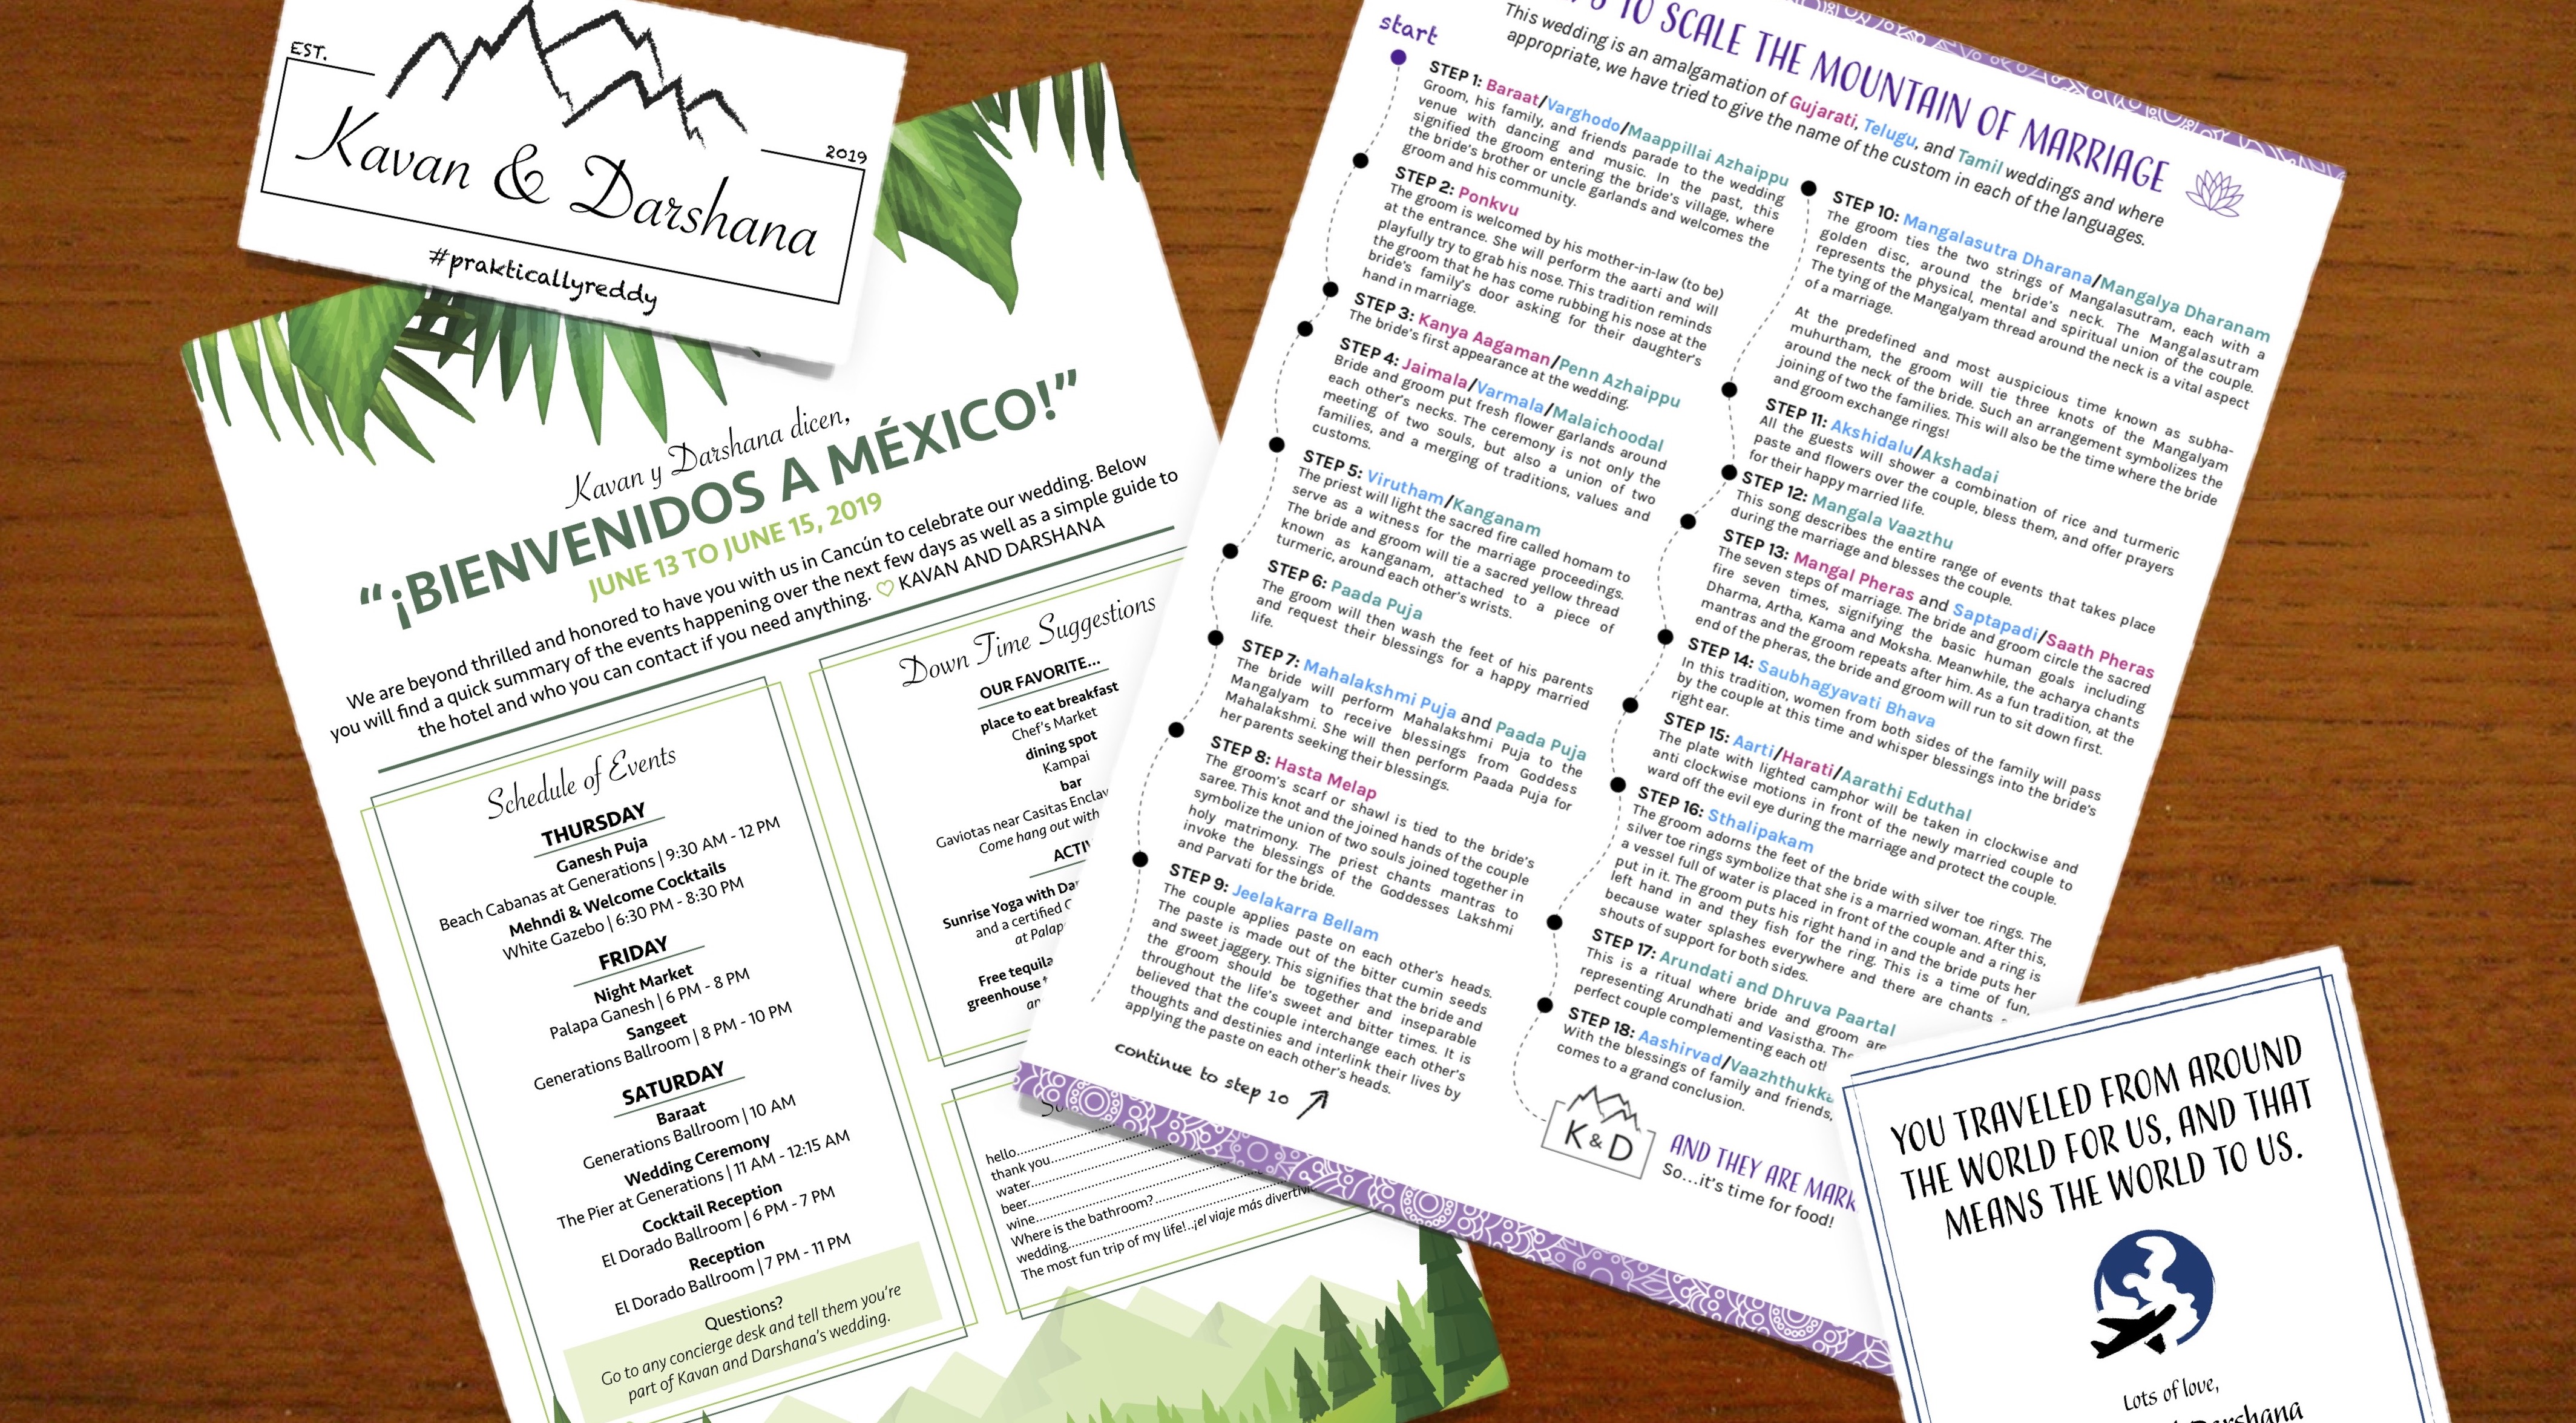 EST.
2019
Kavan & Darshana
#prakticallyreddy
Kavan y Darshana dicen,
“¡BIENVENIDOS A MÉXICO!”
JUNE 13 TO JUNE 15, 2019
We are beyond thrilled and honored to have you with us in Cancún to celebrate our wedding. Below
you will find a quick summary of the events happening over the next few days as well as a simple guide to
the hotel and who you can contact if you need anything. ♡ KAVAN AND DARSHANA
Schedule of Events
THURSDAY
Ganesh Puja
Beach Cabanas at Generations | 9:30 AM - 12 PM
Mehndi & Welcome Cocktails
White Gazebo | 6:30 PM - 8:30 PM
FRIDAY
Night Market
Palapa Ganesh | 6 PM - 8 PM
Sangeet
Generations Ballroom | 8 PM - 10 PM
SATURDAY
Baraat
Generations Ballroom | 10 AM
Wedding Ceremony
The Pier at Generations | 11 AM - 12:15 AM
Cocktail Reception
El Dorado Ballroom | 6 PM - 7 PM
Reception
El Dorado Ballroom | 7 PM - 11 PM
Questions?
Go to any concierge desk and tell them you’re
part of Kavan and Darshana’s wedding.
Down Time Suggestions
OUR FAVORITE...
place to eat breakfast
Chef's Market
dining spot
Kampai
bar
Gaviotas near Casitas
Come hang out with
Sunrise Yoga with
and a certified
at
Free tequila
greenhouse
hello
thank you
water
beer
wine
Where is the bathroom?
wedding
The most fun trip of my life!..¡el viaje más
TO SCALE THE MOUNTAIN OF MARRIAGE
This wedding is an amalgamation of Gujarati, Telugu, and Tamil weddings and where
appropriate, we have tried to give the name of the custom in each of the languages.
start
STEP 1: Baraat/Varghodo/Maappillai Azhaippu
Groom, his family, and friends parade to the wedding
venue with dancing and music. In the past, this
signified the groom entering the bride's village, where
the bride's brother or uncle garlands and welcomes the
groom and his community.
STEP 2: Ponkvu
The groom is welcomed by his mother-in-law (to be)
at the entrance. She will perform the aarti and will
playfully try to grab his nose. This tradition reminds
the groom that he has come rubbing his nose at the
bride's family's door asking for their daughter's
hand in marriage.
STEP 3: Kanya Aagaman/Penn Azhaippu
The bride's first appearance at the wedding.
STEP 4: Jaimala/Varmala/Malaichoodal
Bride and groom put fresh flower garlands around
each other's necks. The ceremony is not only the
meeting of two souls, but also a union of two
families, and a merging of traditions, values and
customs.
STEP 5: Virutham/Kanganam
The priest will light the sacred fire called homam to
serve as a witness for the marriage proceedings.
The bride and groom will tie a sacred yellow thread
known as kanganam, attached to a piece of
turmeric, around each other's wrists.
STEP 6: Paada Puja
The groom will then wash the feet of his parents
and request their blessings for a happy married
life.
STEP 7: Mahalakshmi Puja and Paada Puja
The bride will perform Mahalakshmi Puja to the
Mangalyam to receive blessings from Goddess
Mahalakshmi. She will then perform Paada Puja for
her parents seeking their blessings.
STEP 8: Hasta Melap
The groom's scarf or shawl is tied to the bride's
saree. This knot and the joined hands of the couple
symbolize the union of two souls joined together in
holy matrimony. The priest chants mantras to
invoke the blessings of the Goddesses Lakshmi
and Parvati for the bride.
STEP 9: Jeelakarra Bellam
The couple applies paste on each other's heads.
The paste is made out of the bitter cumin seeds
and sweet jaggery. This signifies that the bride and
the groom should be together and inseparable
throughout the life's sweet and bitter times. It is
believed that the couple interchange each other's
thoughts and destinies and interlink their lives by
applying the paste on each other's heads.
continue to step 10
STEP 10: Mangalasutra Dharana/Mangalya Dharanam
The groom ties the two strings of Mangalasutram, each with a
golden disc, around the bride's neck. The Mangalasutram
represents the physical, mental and spiritual union of the couple.
The tying of the Mangalyam thread around the neck is a vital aspect
of a marriage.
At the predefined and most auspicious time known as subha-
muhurtham, the groom will tie three knots of the Mangalyam
around the neck of the bride. Such an arrangement symbolizes the
joining of two the families. This will also be the time where the bride
and groom exchange rings!
STEP 11: Akshidalu/Akshadai
All the guests will shower a combination of rice and turmeric
paste and flowers over the couple, bless them, and offer prayers
for their happy married life.
STEP 12: Mangala Vaazthu
This song describes the entire range of events that takes place
during the marriage and blesses the couple.
STEP 13: Mangal Pheras and Saptapadi/Saath Pheras
The seven steps of marriage. The bride and groom circle the sacred
fire seven times, signifying the basic human goals including
Dharma, Artha, Kama and Moksha. Meanwhile, the acharya chants
mantras and the groom repeats after him. As a fun tradition, at the
end of the pheras, the bride and groom will run to sit down first.
STEP 14: Saubhagyavati Bhava
In this tradition, women from both sides of the family will pass
by the couple at this time and whisper blessings into the bride's
right ear.
STEP 15: Aarti/Harati/Aarathi Eduthal
The plate with lighted camphor will be taken in clockwise and
anti clockwise motions in front of the newly married couple to
ward off the evil eye during the marriage and protect the couple.
STEP 16: Sthalipakam
The groom adorns the feet of the bride with silver toe rings. The
silver toe rings symbolize that she is a married woman. After this,
a vessel full of water is placed in front of the couple and a ring is
put in it. The groom puts his right hand in and the bride puts her
left hand in and they fish for the ring. This is a time of fun,
because water splashes everywhere and there are chants
shouts of support for both sides.
STEP 17: Arundati and Dhruva Paartal
This is a ritual where bride and groom are
representing Arundhati and Vasistha. The
perfect couple complementing each
STEP 18: Aashirvad/
With the blessings of family and friends,
comes to a grand conclusion.
K & D
AND THEY ARE
So...it's time for food!
YOU TRAVELED FROM AROUND
THE WORLD FOR US, AND THAT
MEANS THE WORLD TO US.
Lots of love,
Darshana